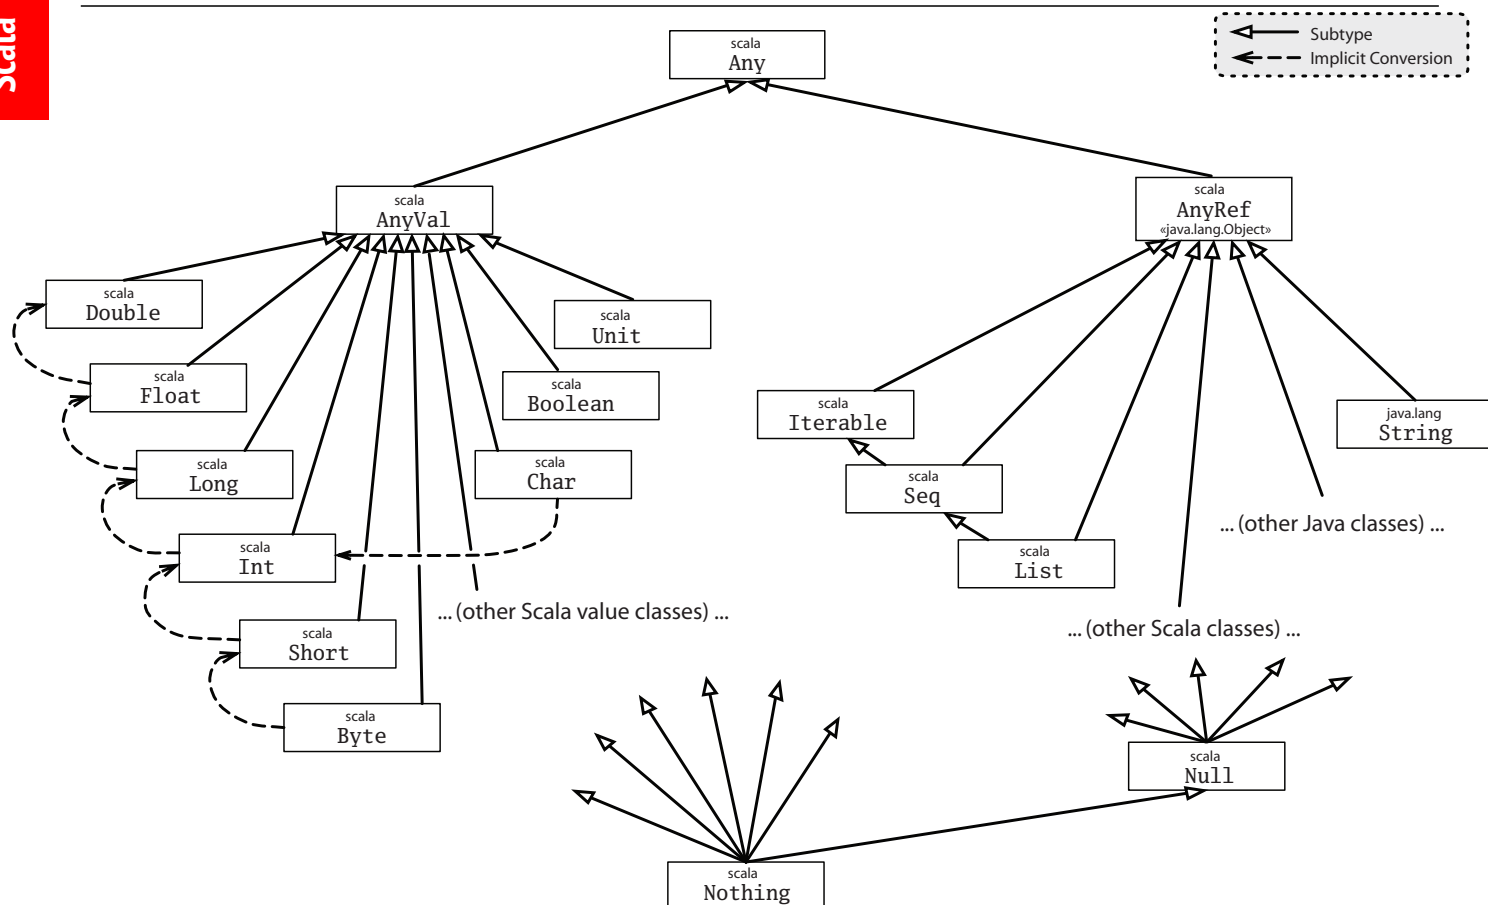 Scala
Subtype
Implicit Conversion
scala
Any
scala
AnyVal
scala
AnyRef
«java.lang.Object»
scala
Double
scala
Unit
scala
Float
scala
Boolean
scala
Iterable
java.lang
String
scala
Long
scala
Char
scala
Seq
... (other Java classes) ...
scala
Int
scala
List
... (other Scala value classes) ...
... (other Scala classes) ...
scala
Short
scala
Byte
scala
Null
scala
Nothing